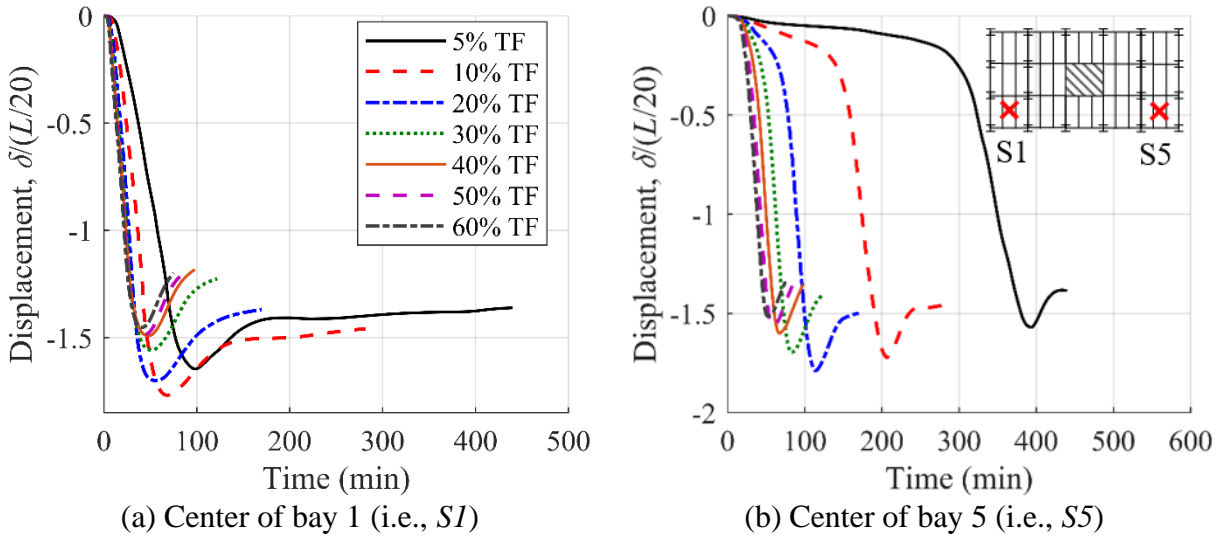 0
-0.5
-1
-1.5
Displacement, δ/(L/20)
0 100 200 300 400 500
Time (min)
5% TF
10% TF
20% TF
30% TF
40% TF
50% TF
60% TF
(a) Center of bay 1 (i.e., S1)
0
-0.5
-1
-1.5
-2
Displacement, δ/(L/20)
0 100 200 300 400 500 600
Time (min)
S1 S5
(b) Center of bay 5 (i.e., S5)